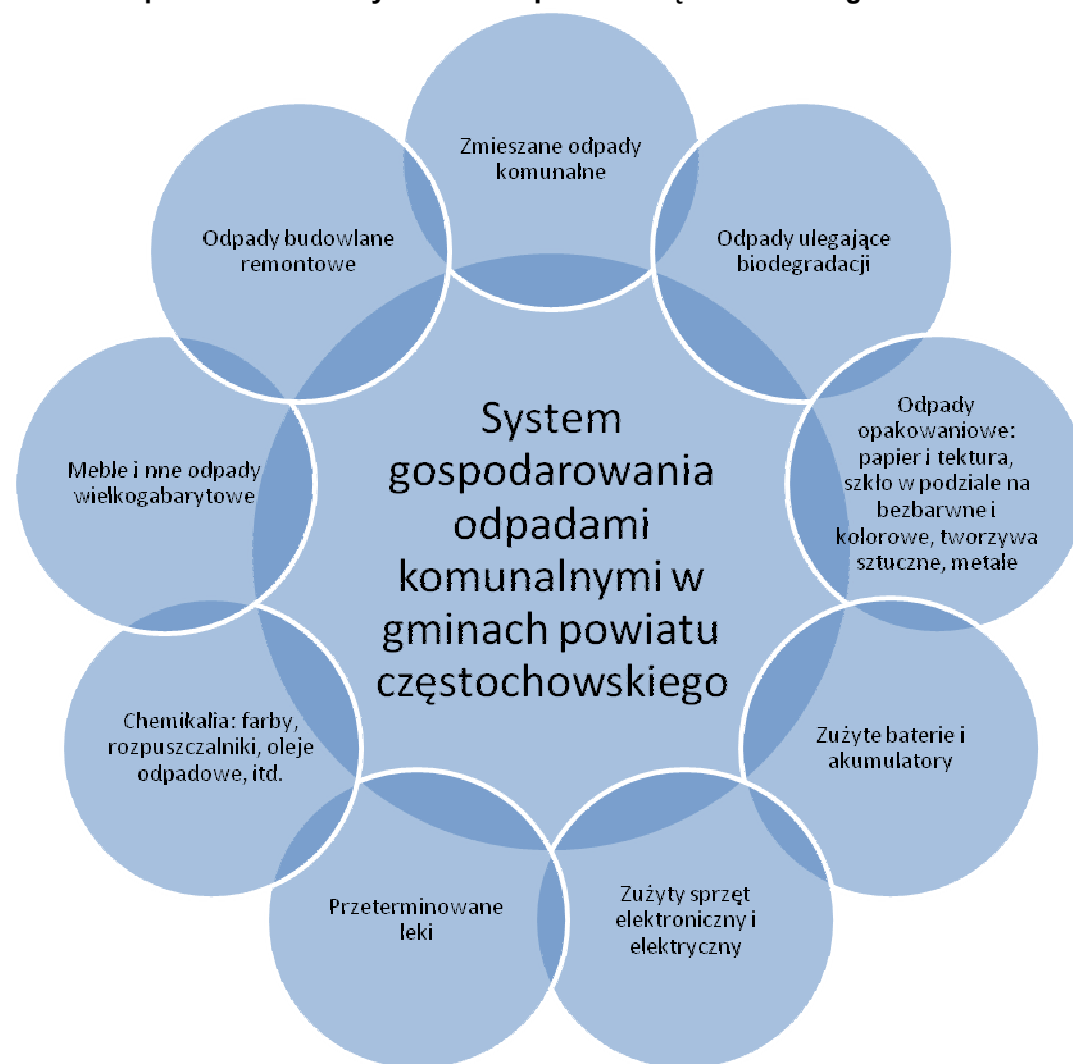 Zmieszane odpady
komunalne
Odpady ulegające
biodegradacji
Odpady
opakowaniowe:
papier i tektura,
szkło w podziale na
bezbarwne i
kolorowe, tworzywa
sztuczne, metale
Zużyte baterie i
akumulatory
Zużyty sprzęt
elektroniczny i
elektryczny
Przeterminowane
leki
Chemikalia: farby,
rozpuszczalniki, oleje
odpadowe, itd.
Meble i nne odpady
wielkogabarytowe
Odpady budowlane
remontowe
System
gospodarowania
odpadami
komunalnymi w
gminach powiatu
częstochowskiego